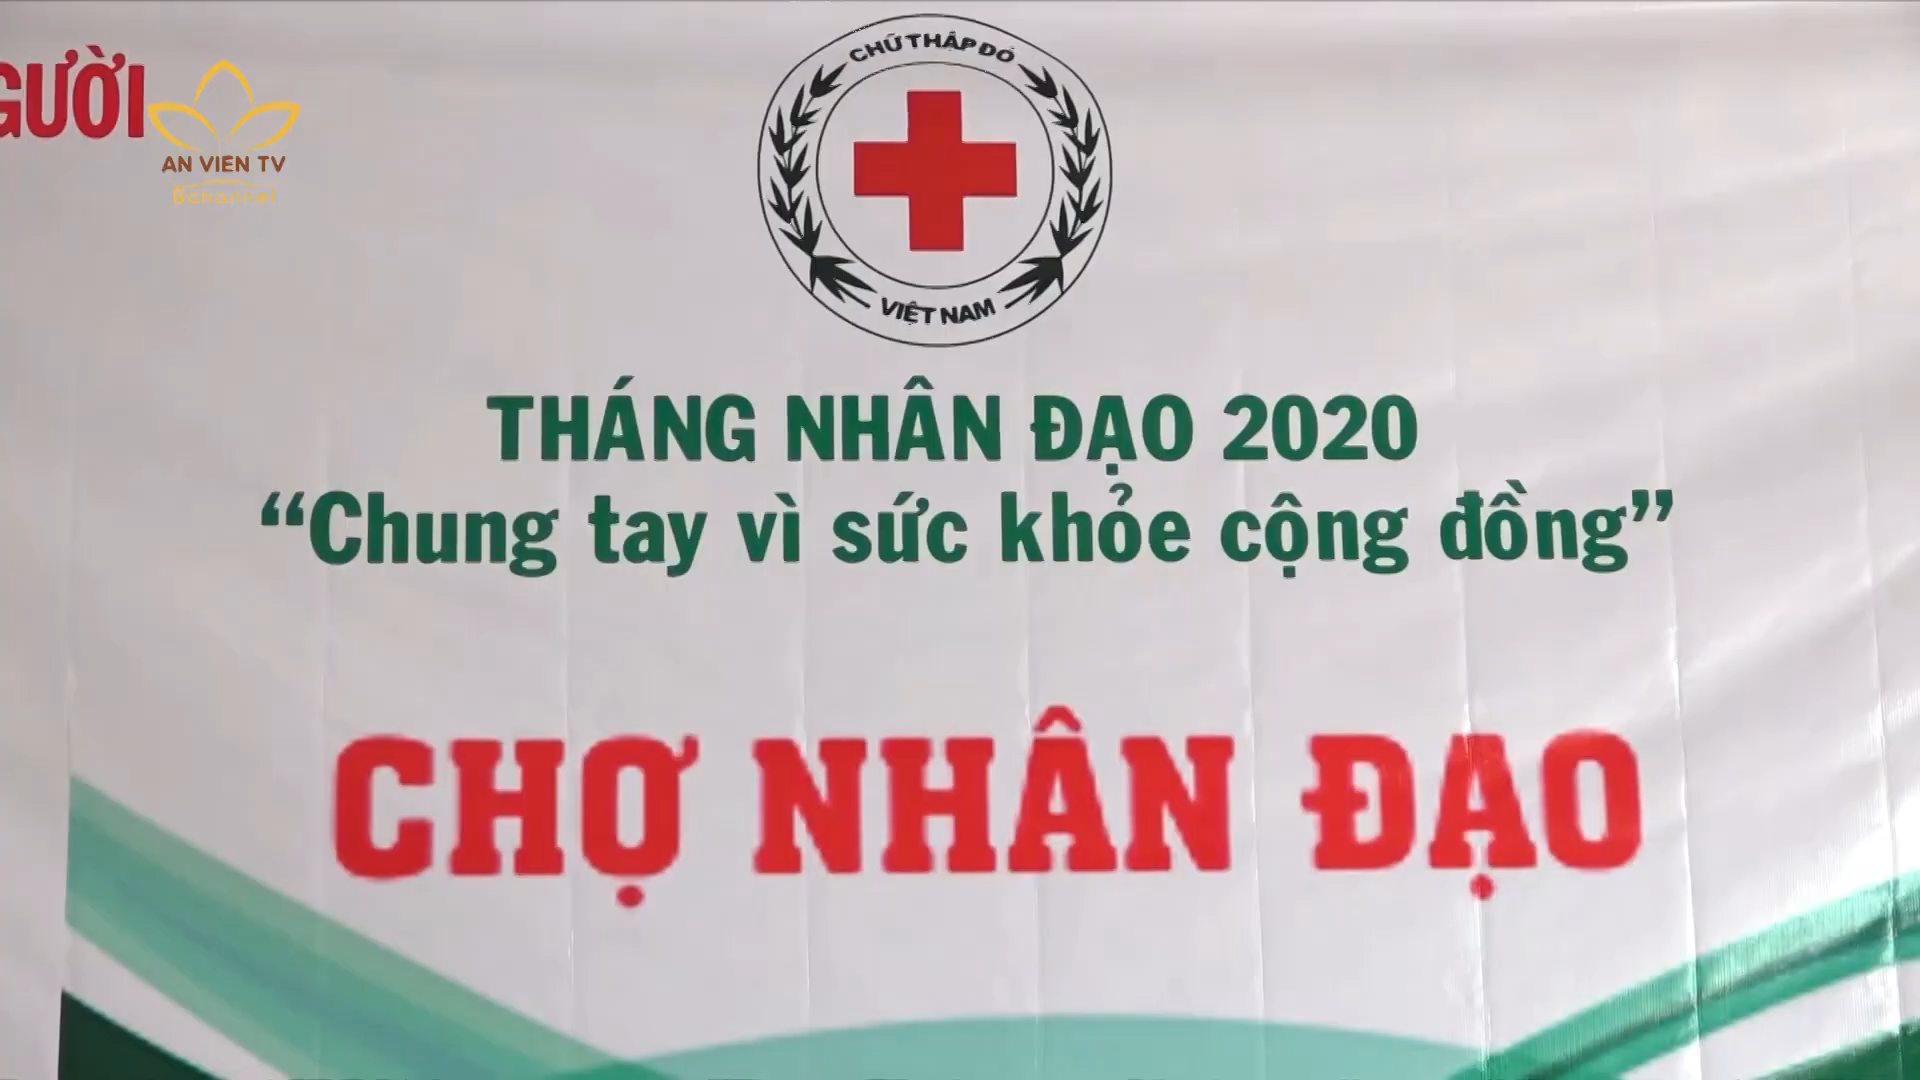 CHỮ THẬP ĐỎ
VIỆT NAM
GƯỜI
AN VIEN TV
Bchannel
THÁNG NHÂN ĐẠO 2020
“Chung tay vì sức khỏe cộng đồng”
CHỢ NHÂN ĐẠO